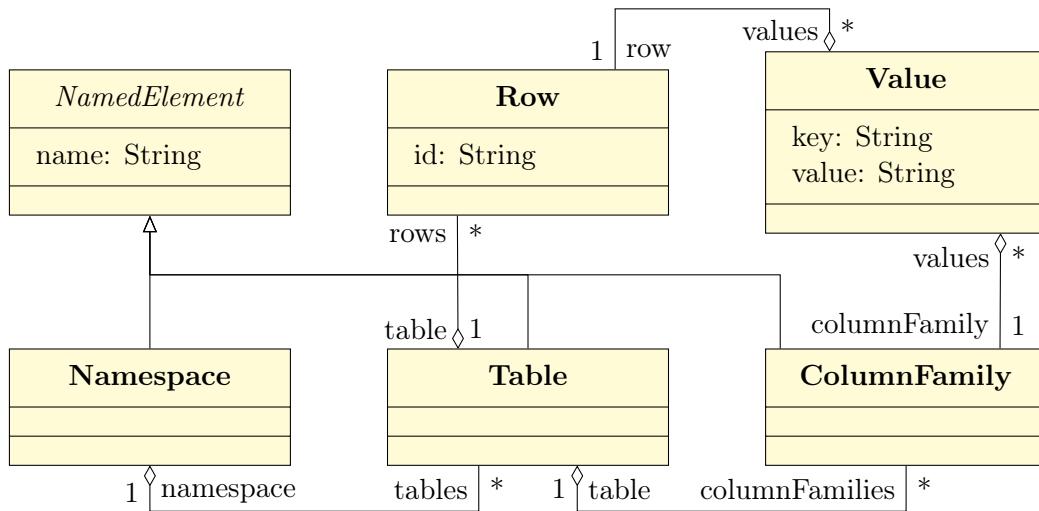 values *
1 row
NamedElement
name: String
Row
id: String
Value
key: String
value: String
rows *
values *
table 1
columnFamily 1
Namespace
Table
ColumnFamily
1 namespace
tables *
1 table
columnFamilies *